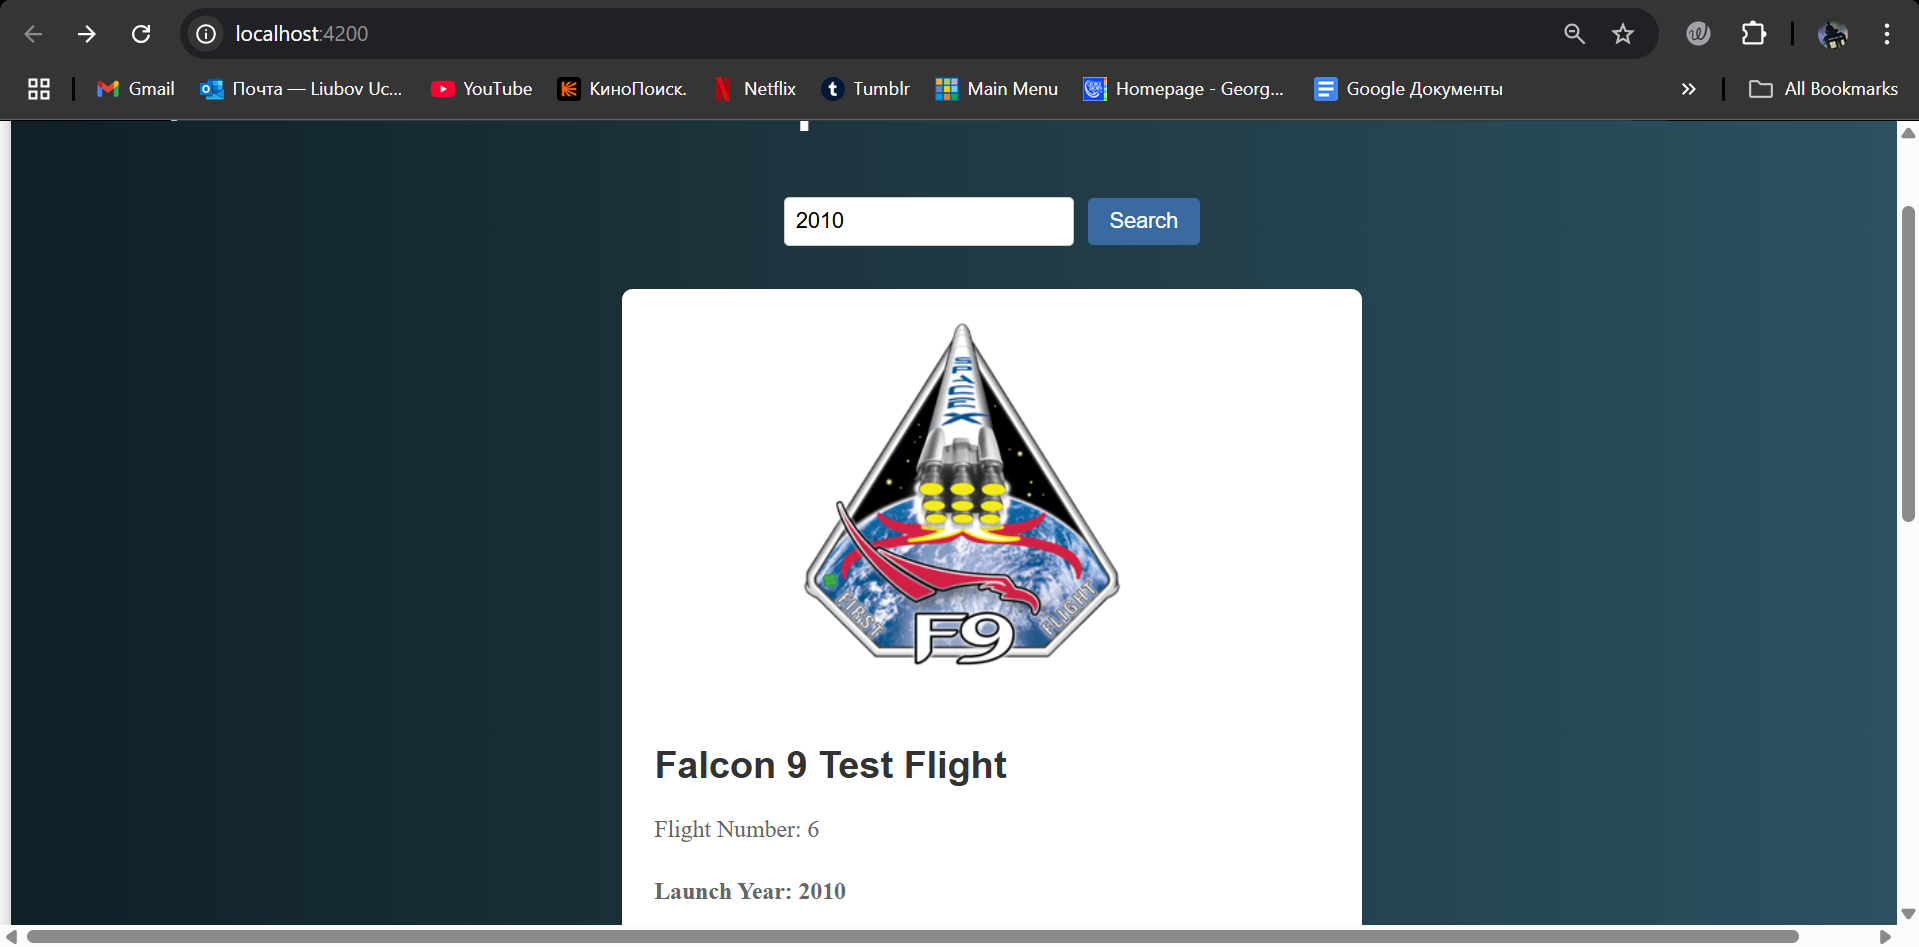 localhost:4200
Gmail
Почта — Liubov Uc...
YouTube
КиноПоиск.
Netflix
Tumblr
Main Menu
Homepage - Georg...
Google Документы
All Bookmarks
2010
Search
SPACEX
FIRST
FLIGHT
F9
Falcon 9 Test Flight
Flight Number: 6
Launch Year: 2010